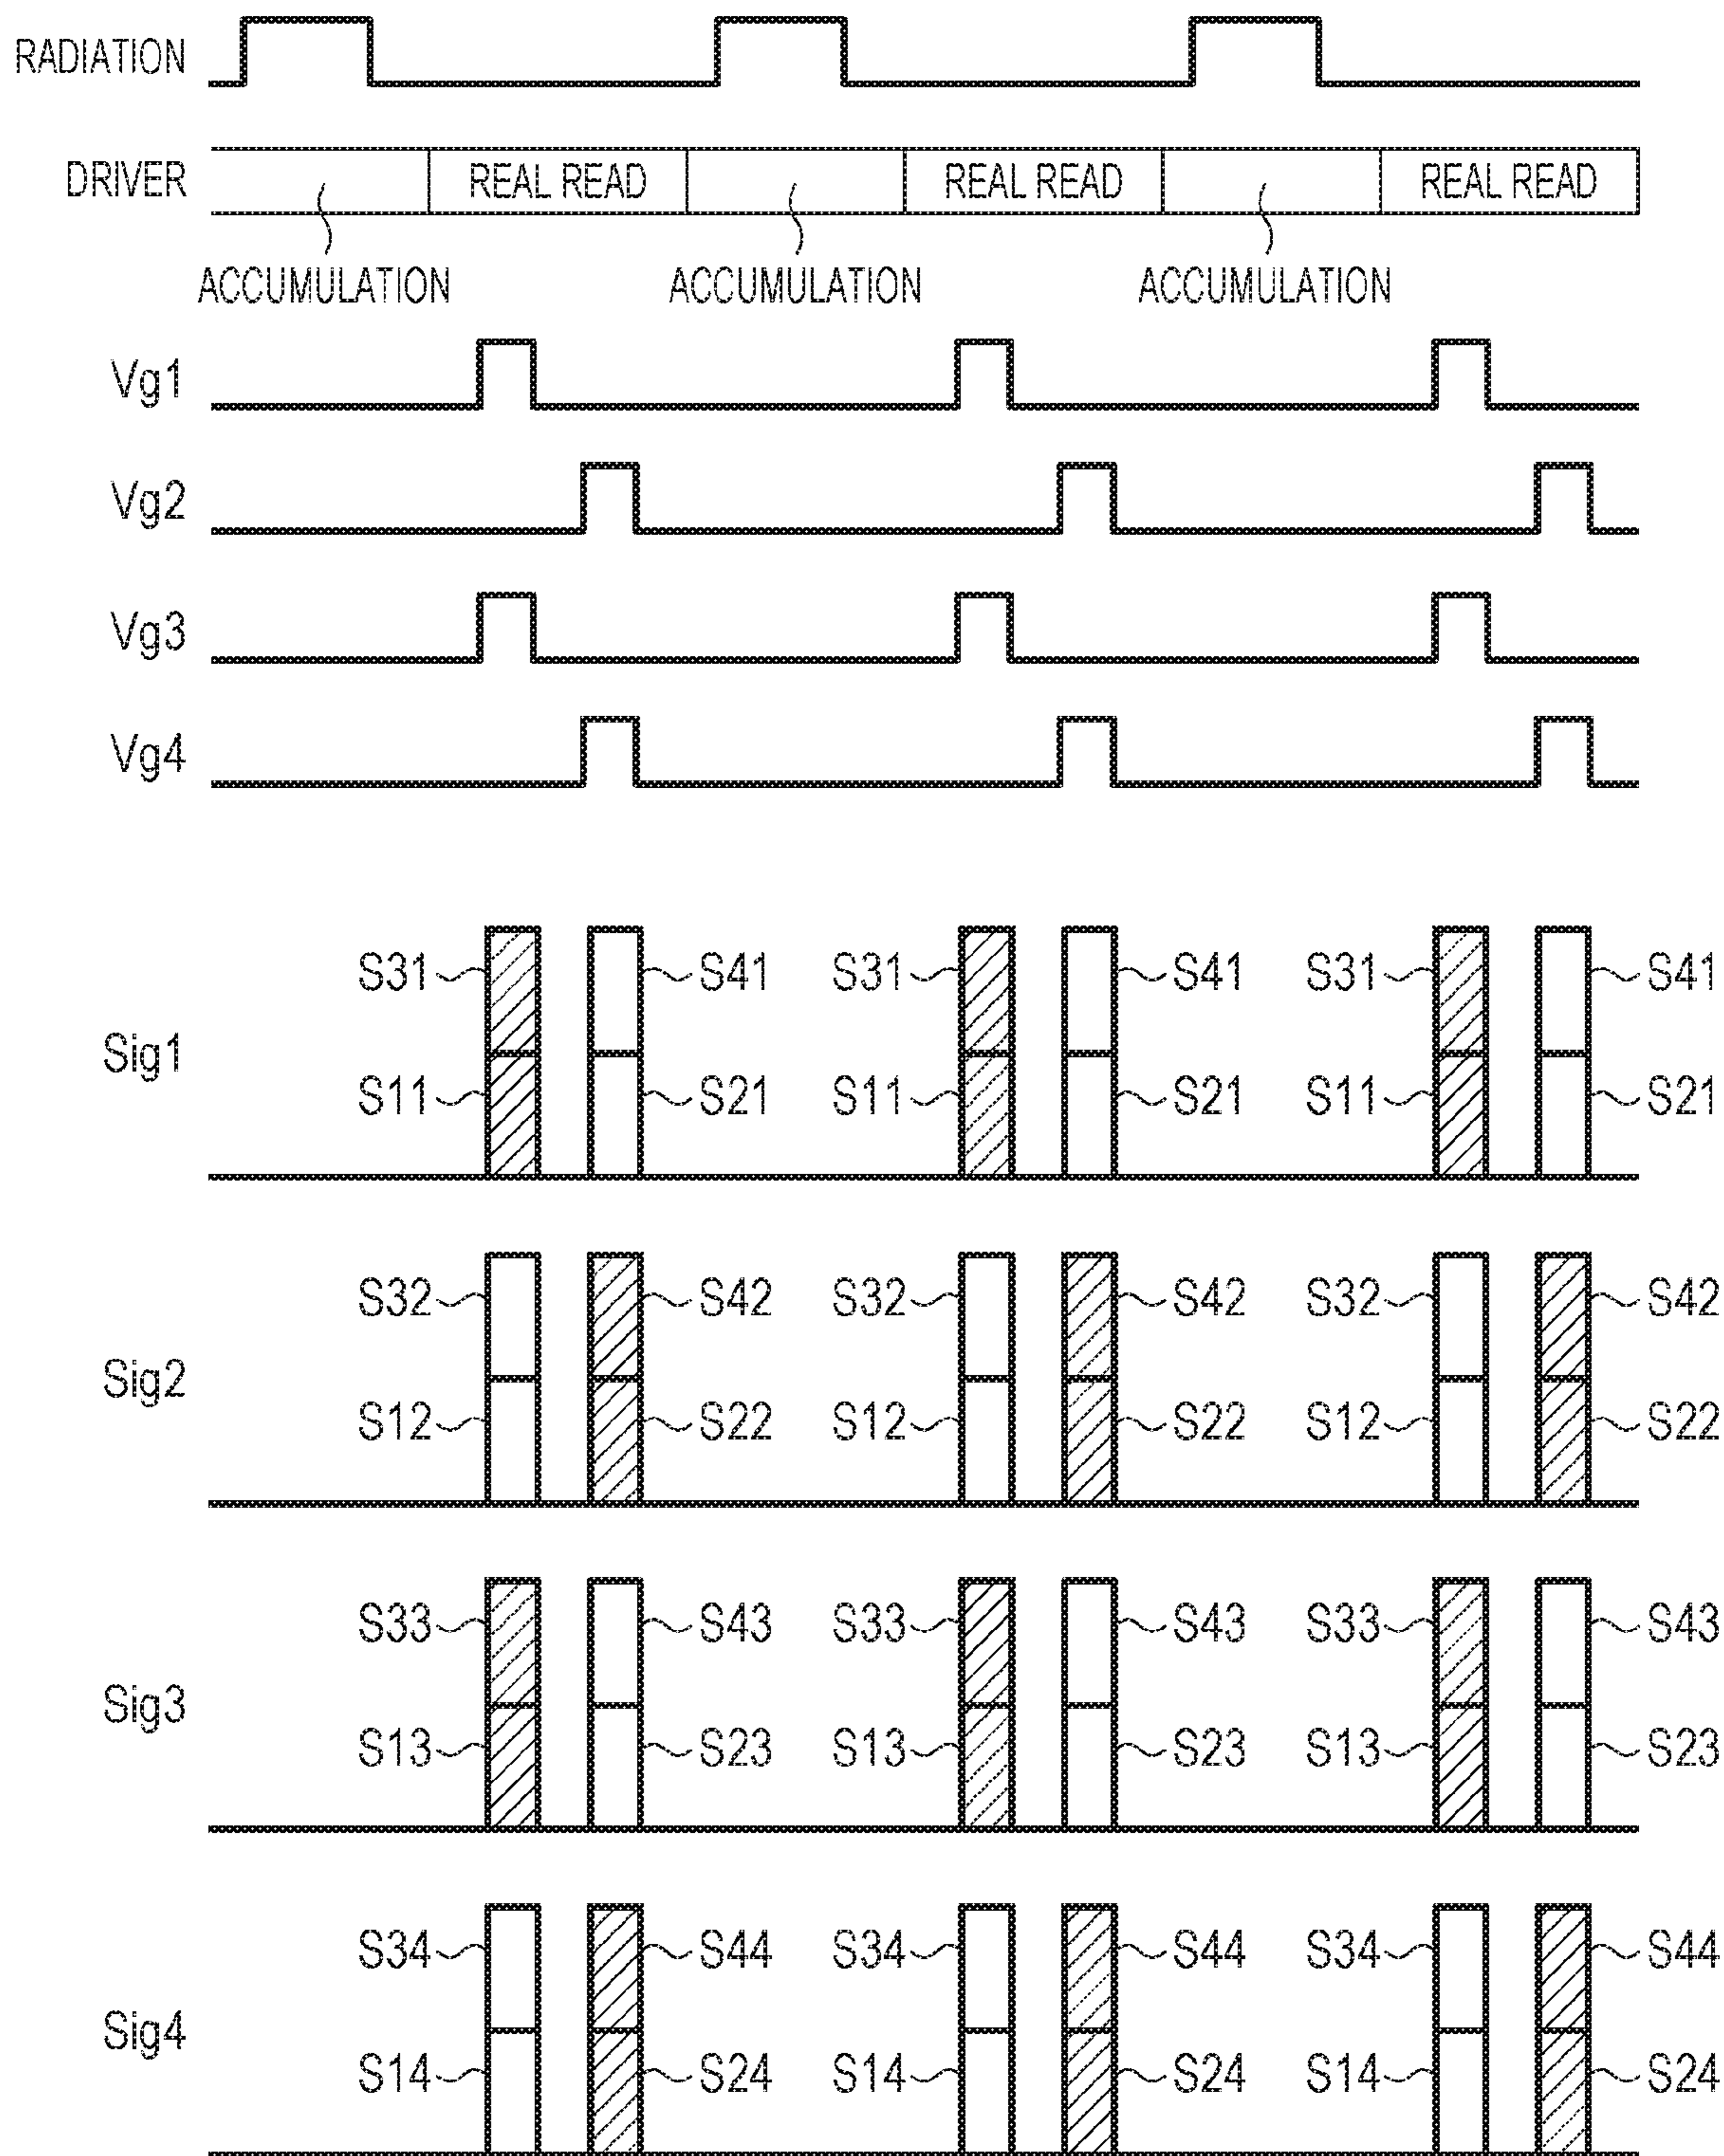 RADIATION
DRIVER REAL READ REAL READ REAL READ
ACCUMULATION ACCUMULATION ACCUMULATION
Vg1
Vg2
Vg3
Vg4
S31 S41 S31 S41 S31 S41
Sig1
S11 S21 S11 S21 S11 S21
S32 S42 S32 S42 S32 S42
Sig2
S12 S22 S12 S22 S12 S22
S33 S43 S33 S43 S33 S43
Sig3
S13 S23 S13 S23 S13 S23
S34 S44 S34 S44 S34 S44
Sig4
S14 S24 S14 S24 S14 S24